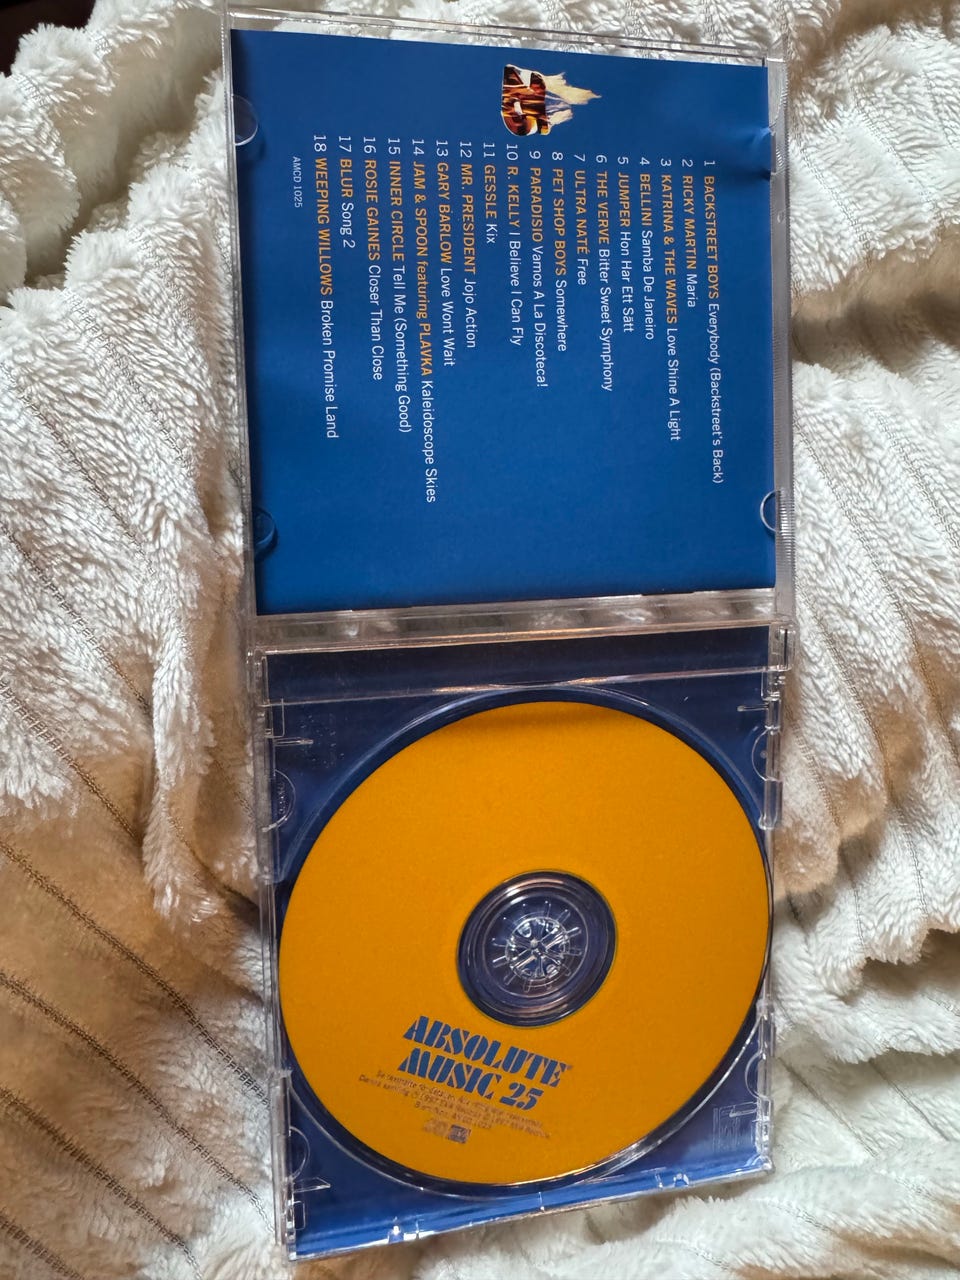 1 BACKSTREET BOYS Everybody (Backstreet's Back)
2 RICKY MARTIN Maria
3 KATRINA & THE WAVES Love Shine A Light
4 BELLINI Samba De Janeiro
5 JUMPER Hon Har Ett Sätt
6 THE VERVE Bitter Sweet Symphony
7 ULTRA NATÉ Free
8 PET SHOP BOYS Somewhere
9 PARADISIO Vamos A La Discoteca!
10 R. KELLY I Believe I Can Fly
11 GESSLE Kix
12 MR. PRESIDENT Jojo Action
13 GARY BARLOW Love Wont Wait
14 JAM & SPOON featuring PLAVKA Kaleidoscope Skies
15 INNER CIRCLE Tell Me (Something Good)
16 ROSIE GAINES Closer Than Close
17 BLUR Song 2
18 WEEPING WILLOWS Broken Promise Land
AMCD 1025
ABSOLUTE
MUSIC 25